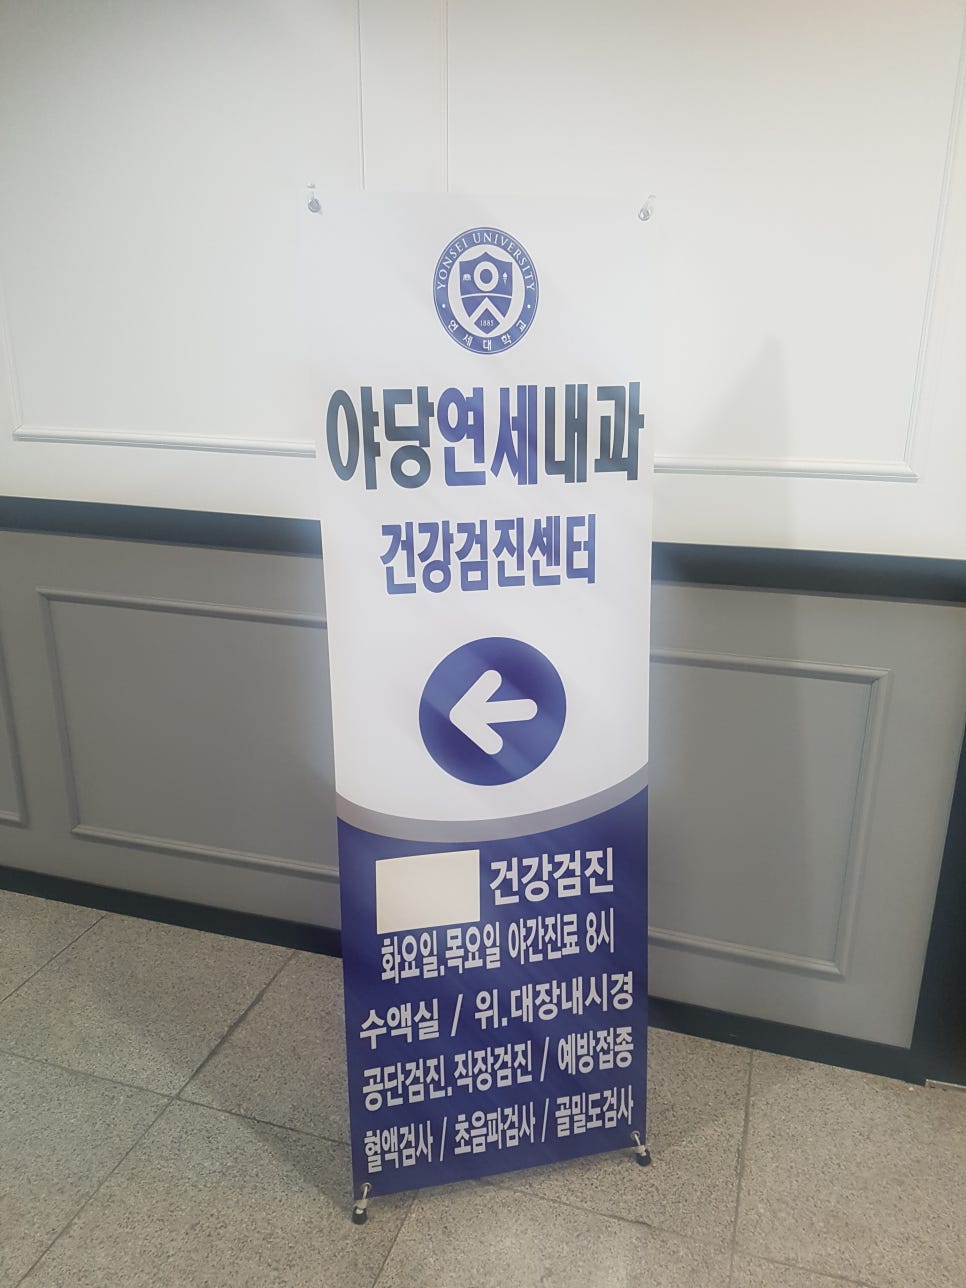 YONSEI UNIVERSITY
1885
연세대학교
야당연세내과
건강검진센터
건강검진
화요일.목요일 야간진료 8시
수액실 / 위.대장내시경
공단검진.직장검진 / 예방접종
혈액검사 / 초음파검사 / 골밀도검사